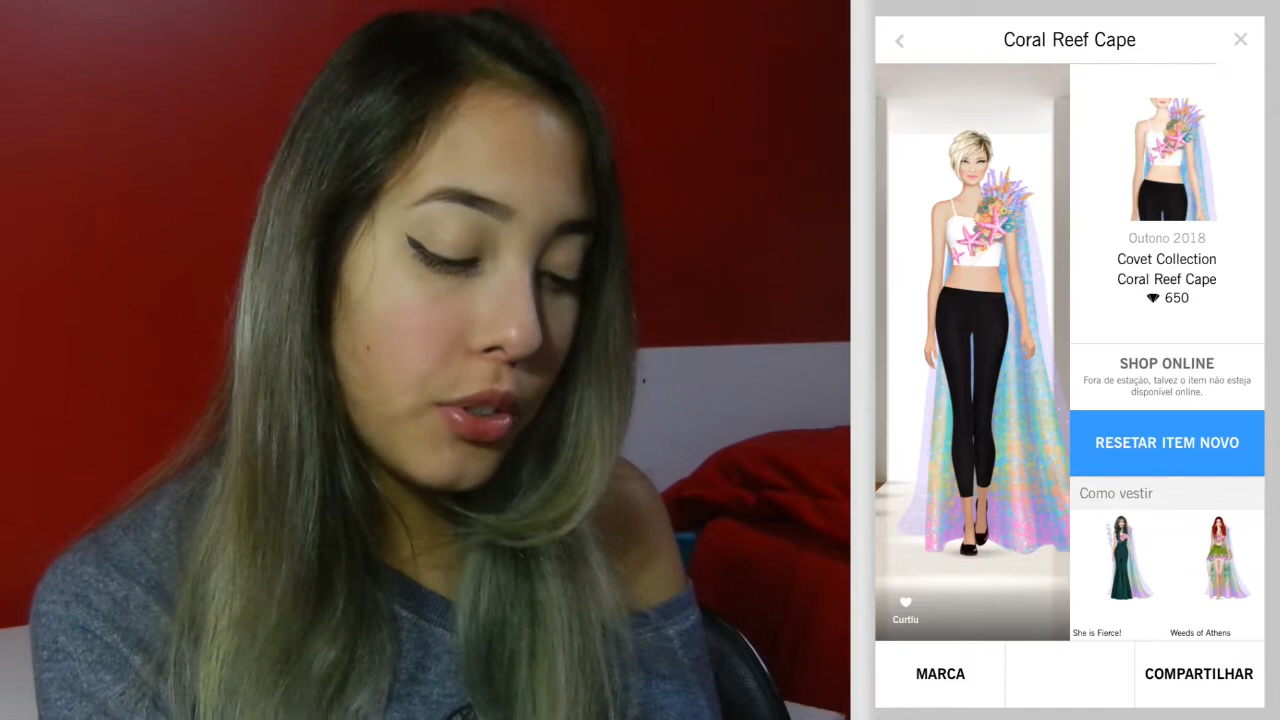 Coral Reef Cape
Outono 2018
Covet Collection
Coral Reef Cape
650
SHOP ONLINE
Fora de estação, talvez o item não esteja
disponível online.
RESETAR ITEM NOVO
Como vestir
Curtiu
She is Fierce!
Weeds of Athens
MARCA
COMPARTILHAR